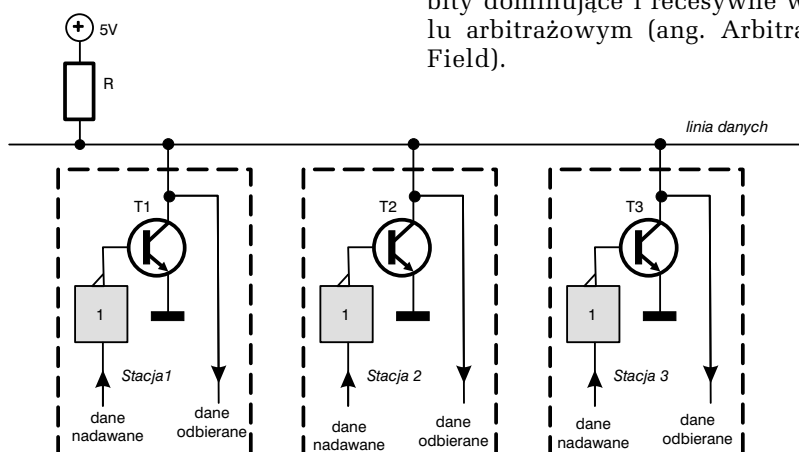 bity dominujące i recesywne w
lu arbitrażowym (ang. Arbitra
Field).
5V
R
linia danych
T1
T2
T3
1
1
1
Stacja1
Stacja 2
Stacja 3
dane
nadawane
dane
odbierane
dane
nadawane
dane
odbierane
dane
nadawane
dane
odbierane